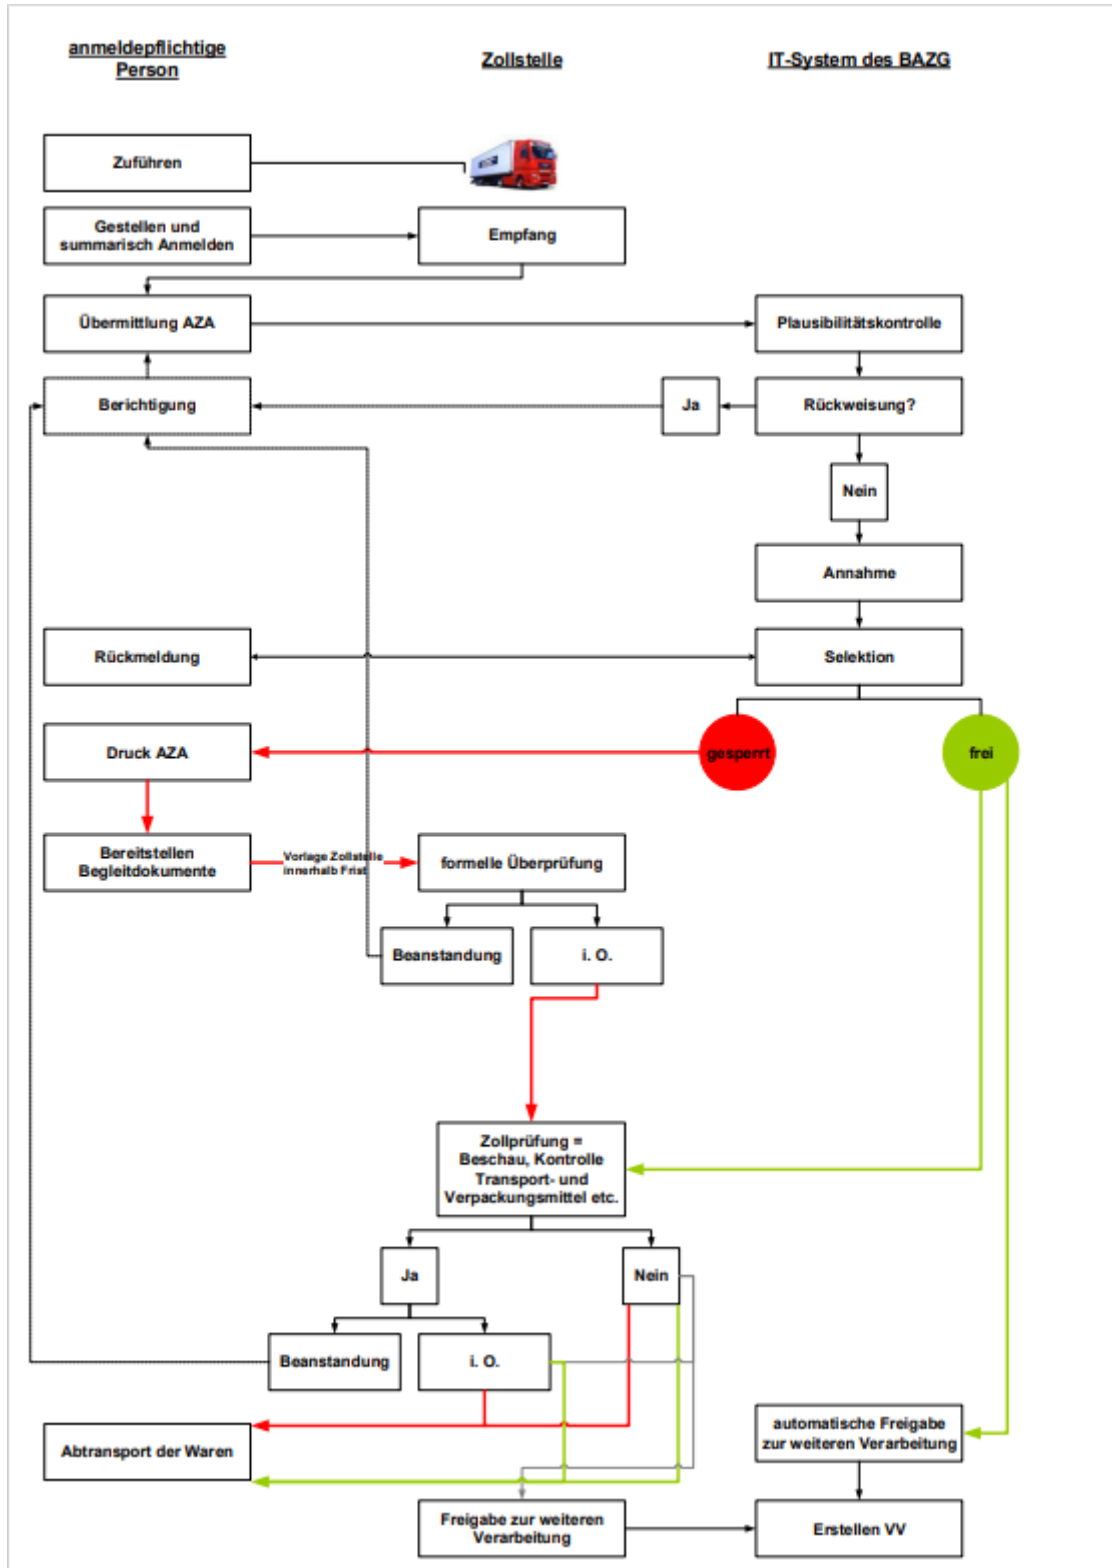 anmeldepflichtige
Person
Zollstelle
IT-System des BAZG
Zuführen
Gestellen und
summarisch Anmelden
Empfang
Übermittlung AZA
Plausibilitätskontrolle
Berichtigung
Ja
Rückweisung?
Nein
Annahme
Rückmeldung
Selektion
Druck AZA
gesperrt
frei
Bereitstellen
Begleitdokumente
Vorlage Zollstelle
innerhalb Frist
formelle Überprüfung
Beanstandung
i. O.
Zollprüfung =
Beschau, Kontrolle
Transport- und
Verpackungsmittel etc.
Ja
Nein
Beanstandung
i. O.
Abtransport der Waren
automatische Freigabe
zur weiteren Verarbeitung
Freigabe zur weiteren
Verarbeitung
Erstellen VV